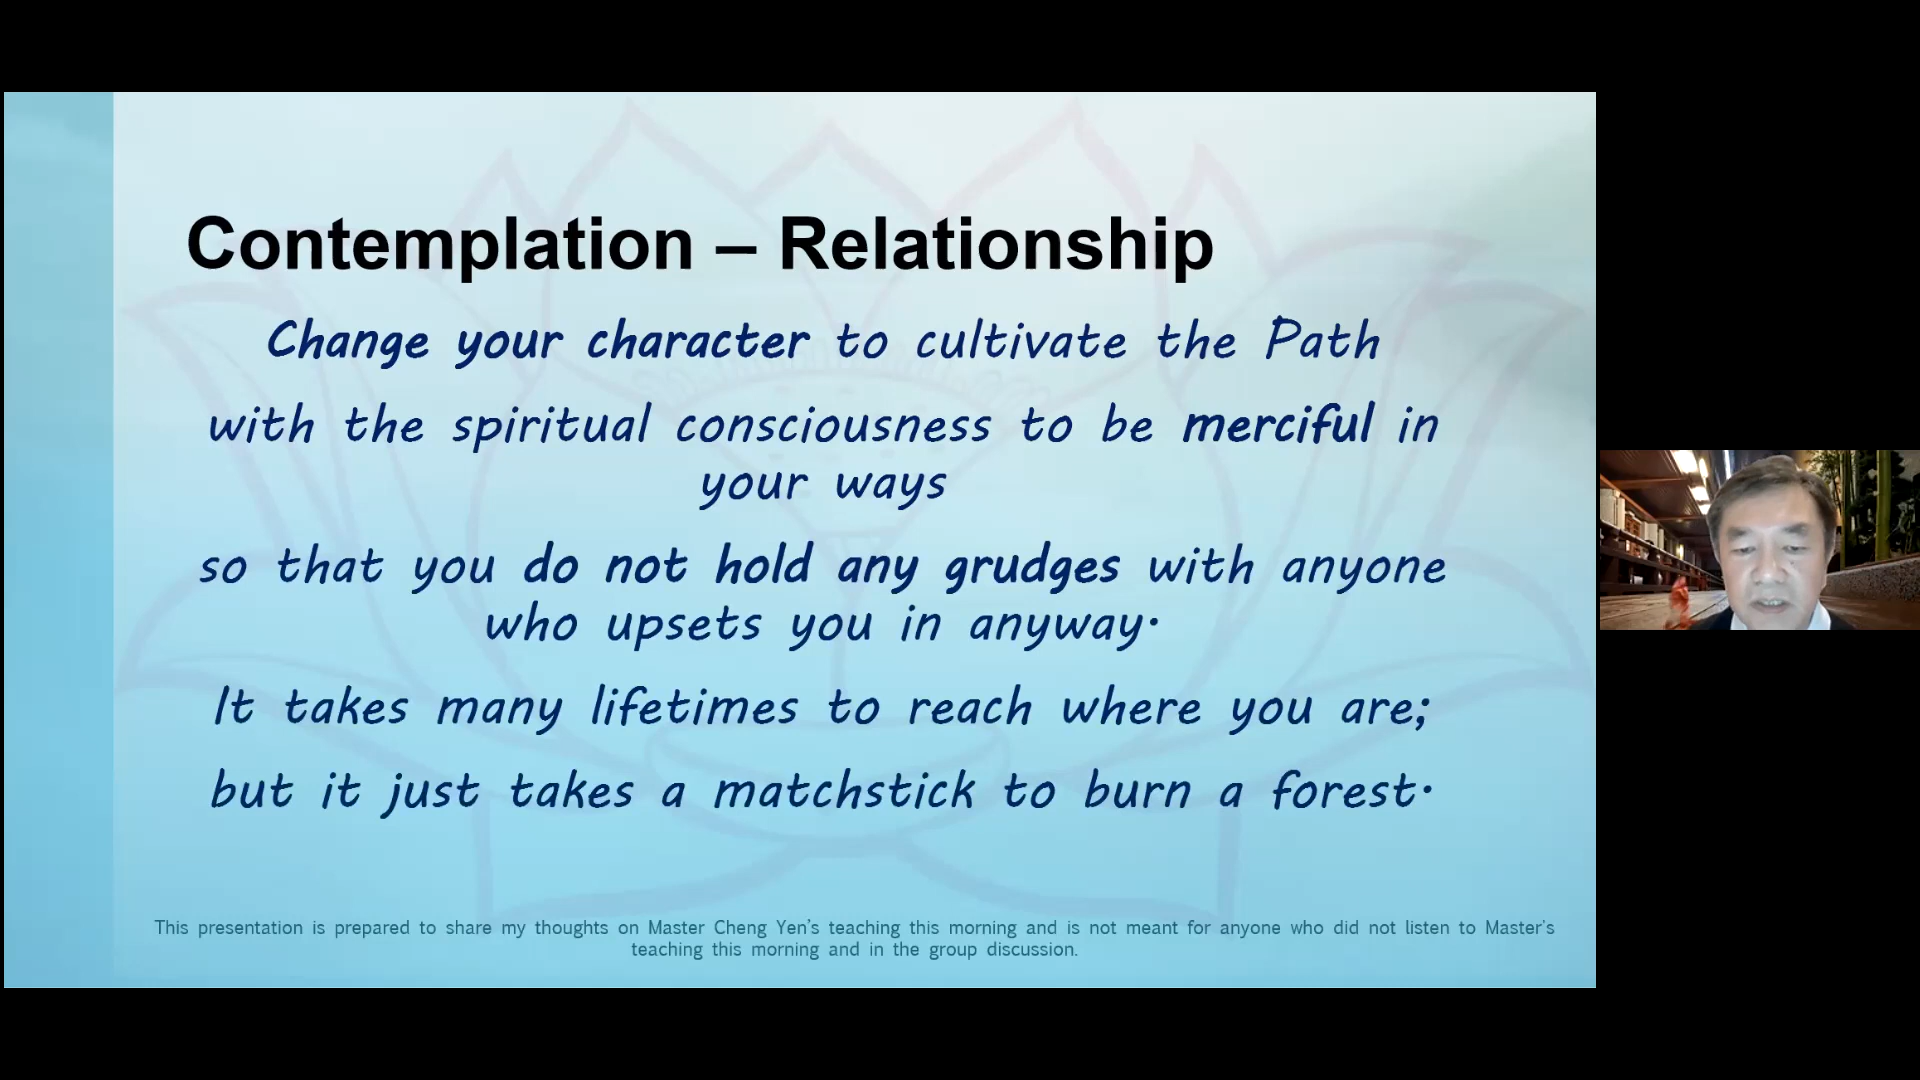 Contemplation – Relationship
Change your character to cultivate the Path
with the spiritual consciousness to be merciful in
your ways
so that you do not hold any grudges with anyone
who upsets you in anyway.
It takes many lifetimes to reach where you are;
but it just takes a matchstick to burn a forest.
This presentation is prepared to share my thoughts on Master Cheng Yen's teaching this morning and is not meant for anyone who did not listen to Master's
teaching this morning and in the group discussion.